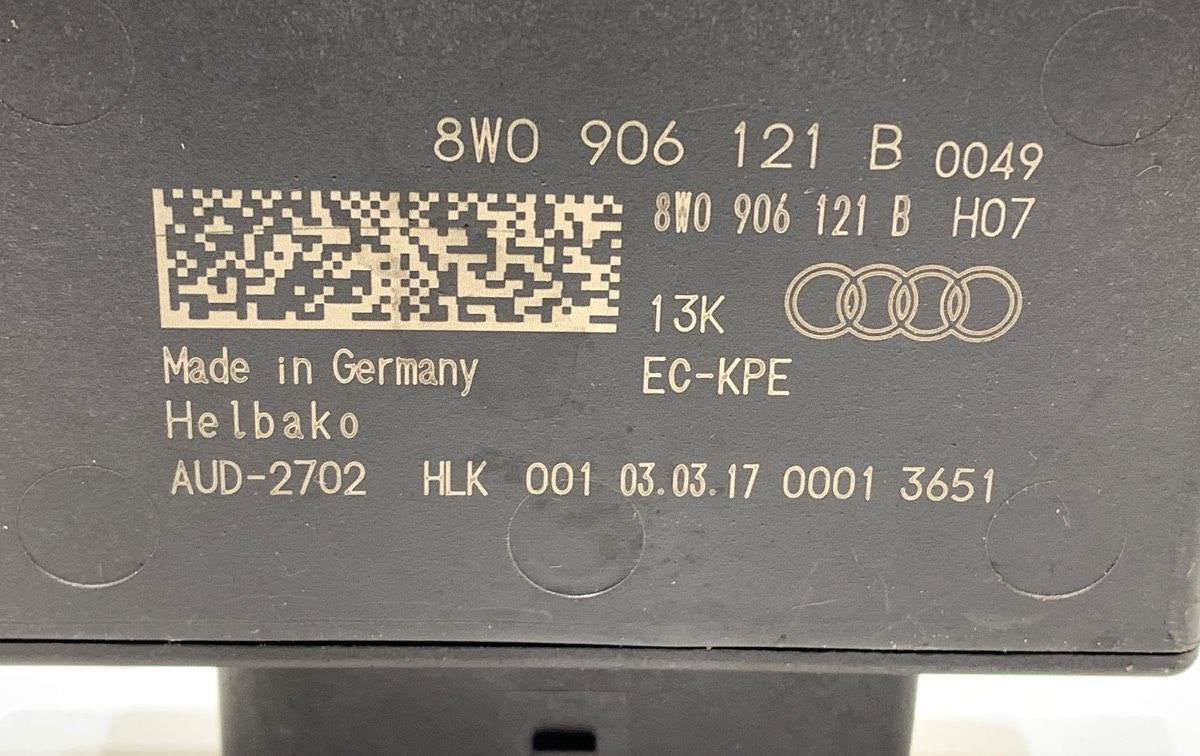 8W0 906 121 B 0049
8W0 906 121 B H07
13K
Made in Germany EC-KPE
Helbako
AUD-2702 HLK 001 03.03.17 0001 3651